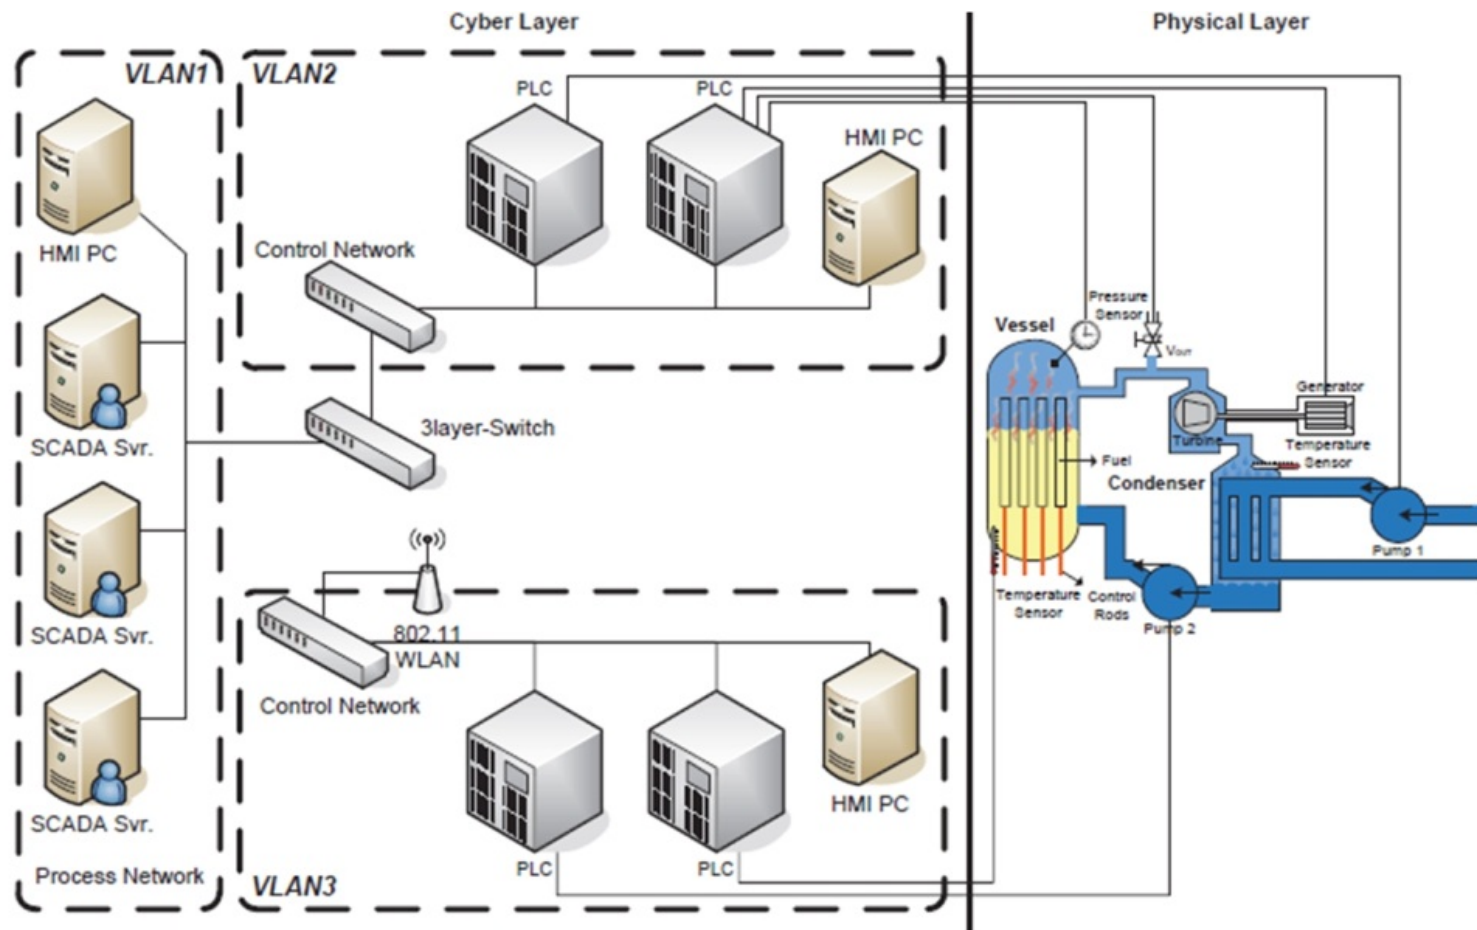 Cyber Layer
Physical Layer
VLAN1
HMI PC
SCADA Svr.
SCADA Svr.
SCADA Svr.
Process Network
VLAN2
PLC
PLC
HMI PC
Control Network
3layer-Switch
802.11
WLAN
Control Network
PLC
PLC
HMI PC
VLAN3
Pressure
Sensor
Vessel
VOUT
Generator
Turbine
Temperature
Sensor
Fuel
Condenser
Pump 1
Temperature
Sensor
Control
Rods
Pump 2